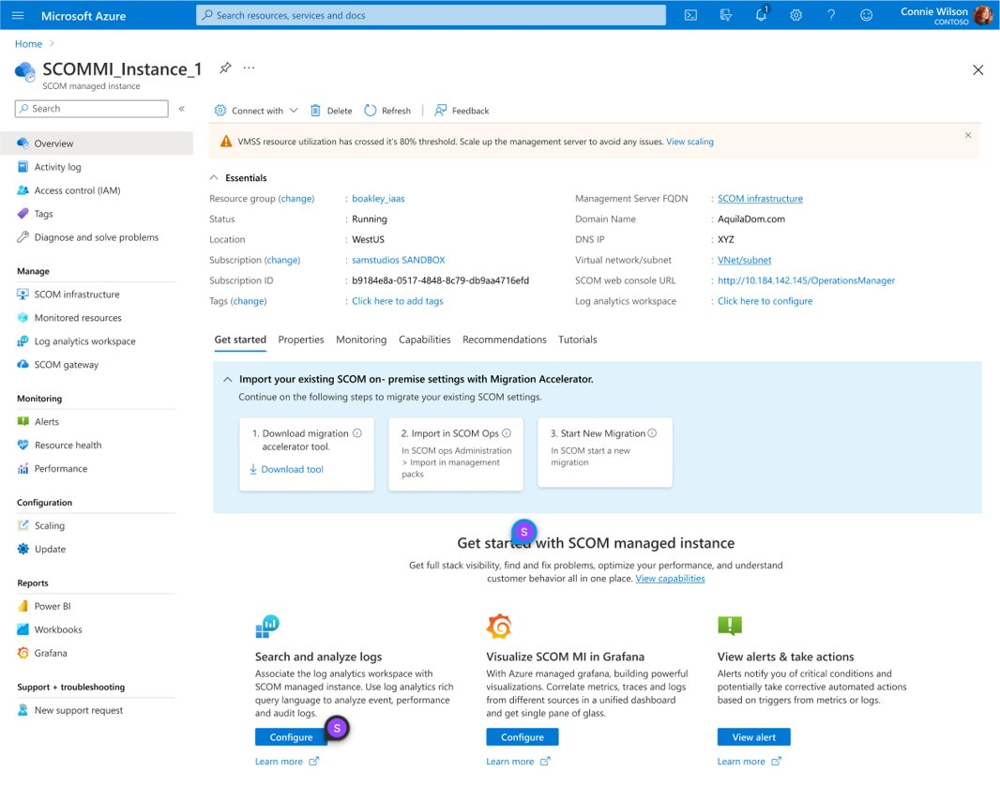 Microsoft Azure
Search resources, services and docs
1
Connie Wilson
CONTOSO
Home
SCOMMI_Instance_1
SCOM managed instance
Search
Connect with
Delete
Refresh
Feedback
VMSS resource utilization has crossed it's 80% threshold. Scale up the management server to avoid any issues. View scaling
Overview
Activity log
Access control (IAM)
Tags
Diagnose and solve problems
Manage
SCOM infrastructure
Monitored resources
Log analytics workspace
SCOM gateway
Monitoring
Alerts
Resource health
Performance
Configuration
Scaling
Update
Reports
Power BI
Workbooks
Grafana
Support + troubleshooting
New support request
Essentials
Resource group (change) : boakley_iaas
Status : Running
Location : WestUS
Subscription (change) : samstudios SANDBOX
Subscription ID : b9184e8a-0517-4848-8c79-db9aa4716efd
Tags (change) : Click here to add tags
Management Server FQDN : SCOM infrastructure
Domain Name : AquilaDom.com
DNS IP : XYZ
Virtual network/subnet : VNet/subnet
SCOM web console URL : http://10.184.142.145/OperationsManager
Log analytics workspace : Click here to configure
Get started Properties Monitoring Capabilities Recommendations Tutorials
Import your existing SCOM on- premise settings with Migration Accelerator.
Continue on the following steps to migrate your existing SCOM settings.
1. Download migration
accelerator tool.
Download tool
2. Import in SCOM Ops
In SCOM ops Administration
> Import in management
packs
3. Start New Migration
In SCOM start a new
migration
S
Get started with SCOM managed instance
Get full stack visibility, find and fix problems, optimize your performance, and understand
customer behavior all in one place. View capabilities
Search and analyze logs
Associate the log analytics workspace with
SCOM managed instance. Use log analytics rich
query language to analyze event, performance
and audit logs.
Configure
S
Learn more
Visualize SCOM MI in Grafana
With Azure managed grafana, building powerful
visualizations. Correlate metrics, traces and logs
from different sources in a unified dashboard
and get single pane of glass.
Configure
Learn more
View alerts & take actions
Alerts notify you of critical conditions and
potentially take corrective automated actions
based on triggers from metrics or logs.
View alert
Learn more